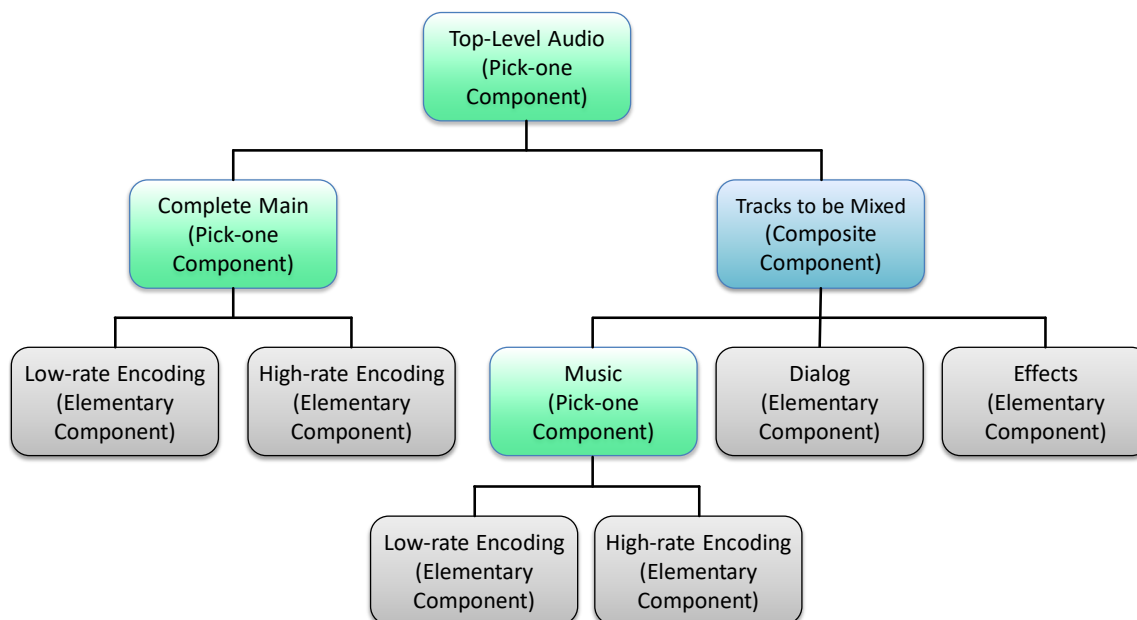 Top-Level Audio
(Pick-one
Component)
Complete Main
(Pick-one
Component)
Tracks to be Mixed
(Composite
Component)
Low-rate Encoding
(Elementary
Component)
High-rate Encoding
(Elementary
Component)
Music
(Pick-one
Component)
Dialog
(Elementary
Component)
Effects
(Elementary
Component)
Low-rate Encoding
(Elementary
Component)
High-rate Encoding
(Elementary
Component)